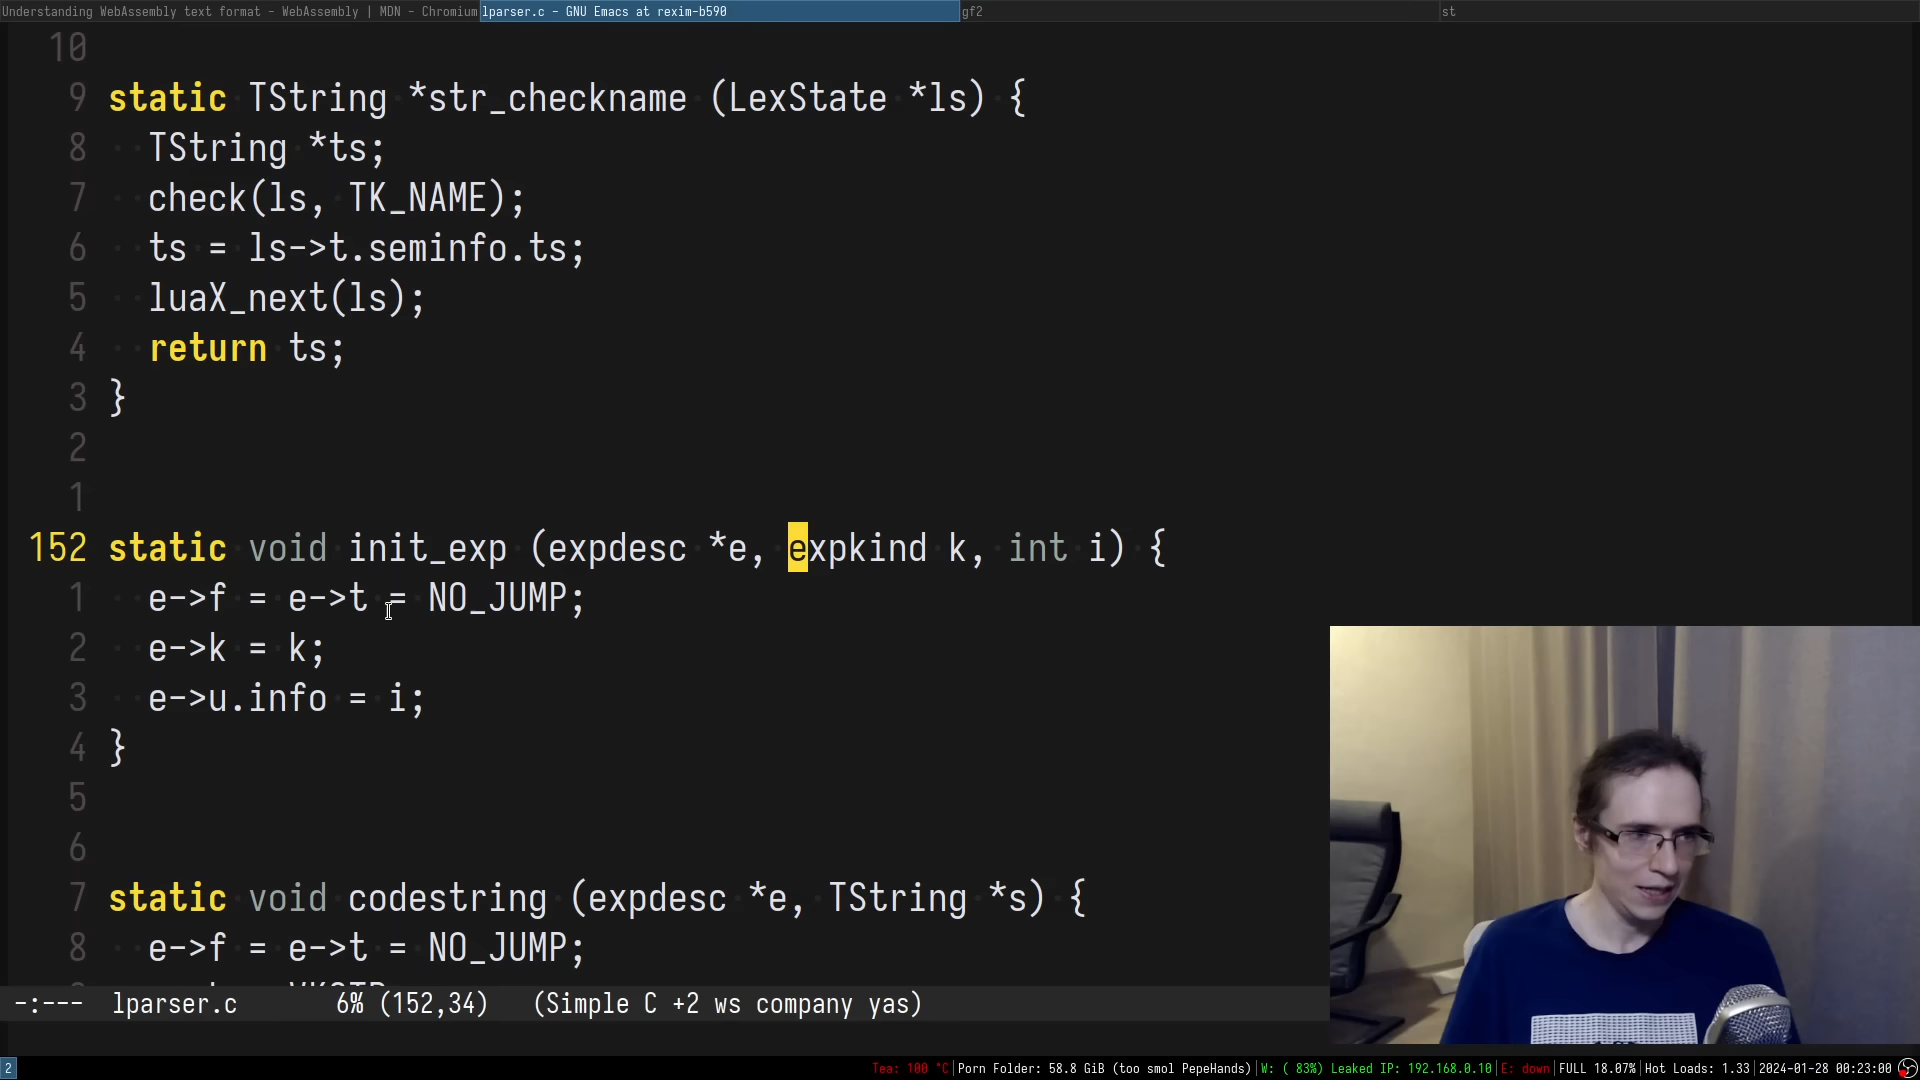 Understanding WebAssembly text format - WebAssembly | MDN - Chromium
lparser.c - GNU Emacs at rexim-b590
gf2
st
10
9 static TString *str_checkname (LexState *ls) {
8 TString *ts;
7 check(ls, TK_NAME);
6 ts = ls->t.seminfo.ts;
5 luaX_next(ls);
4 return ts;
3 }
2
1
152 static void init_exp (expdesc *e, expkind k, int i) {
1 e->f = e->t = NO_JUMP;
2 e->k = k;
3 e->u.info = i;
4 }
5
6
7 static void codestring (expdesc *e, TString *s) {
8 e->f = e->t = NO_JUMP;
-:--- lparser.c 6% (152,34) (Simple C +2 ws company yas)
2
Tea: 100 °C|Porn Folder: 58.8 GiB (too smol PepeHands)|W: ( 83%) Leaked IP: 192.168.0.10|E: down|FULL 18.07%|Hot Loads: 1.33|2024-01-28 00:23:00